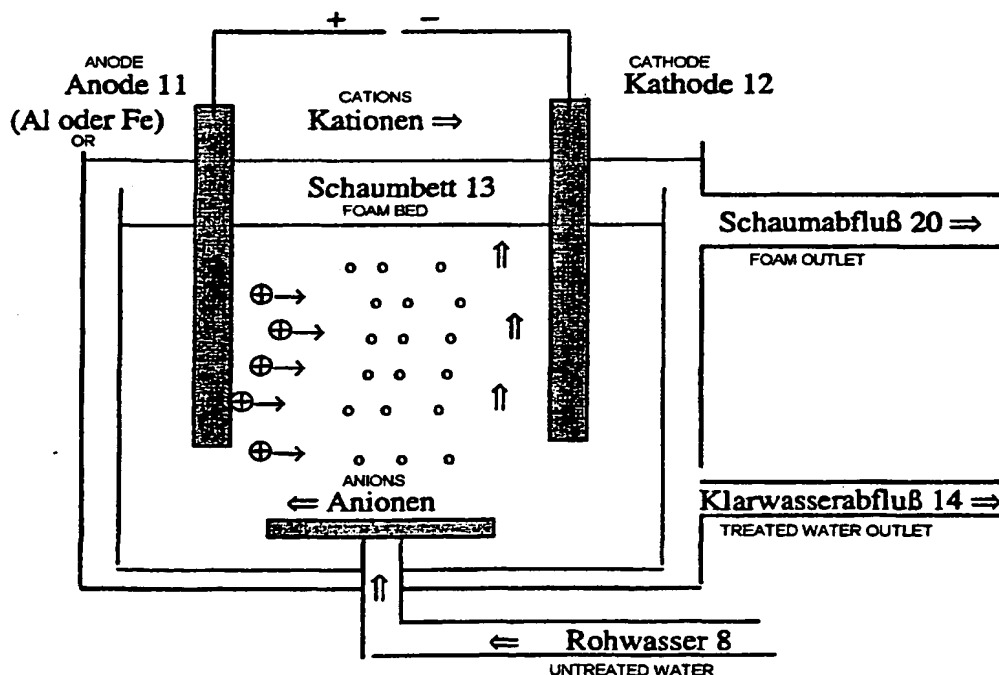 + −
ANODE
Anode 11
(Al oder Fe)
OR
CATHODE
Kathode 12
CATIONS
Kationen ⇒
Schaumbett 13
FOAM BED
Schaumabfluß 20 ⇒
FOAM OUTLET
ANIONS
⇐ Anionen
Klarwasserabfluß 14 ⇒
TREATED WATER OUTLET
⇐ Rohwasser 8
UNTREATED WATER